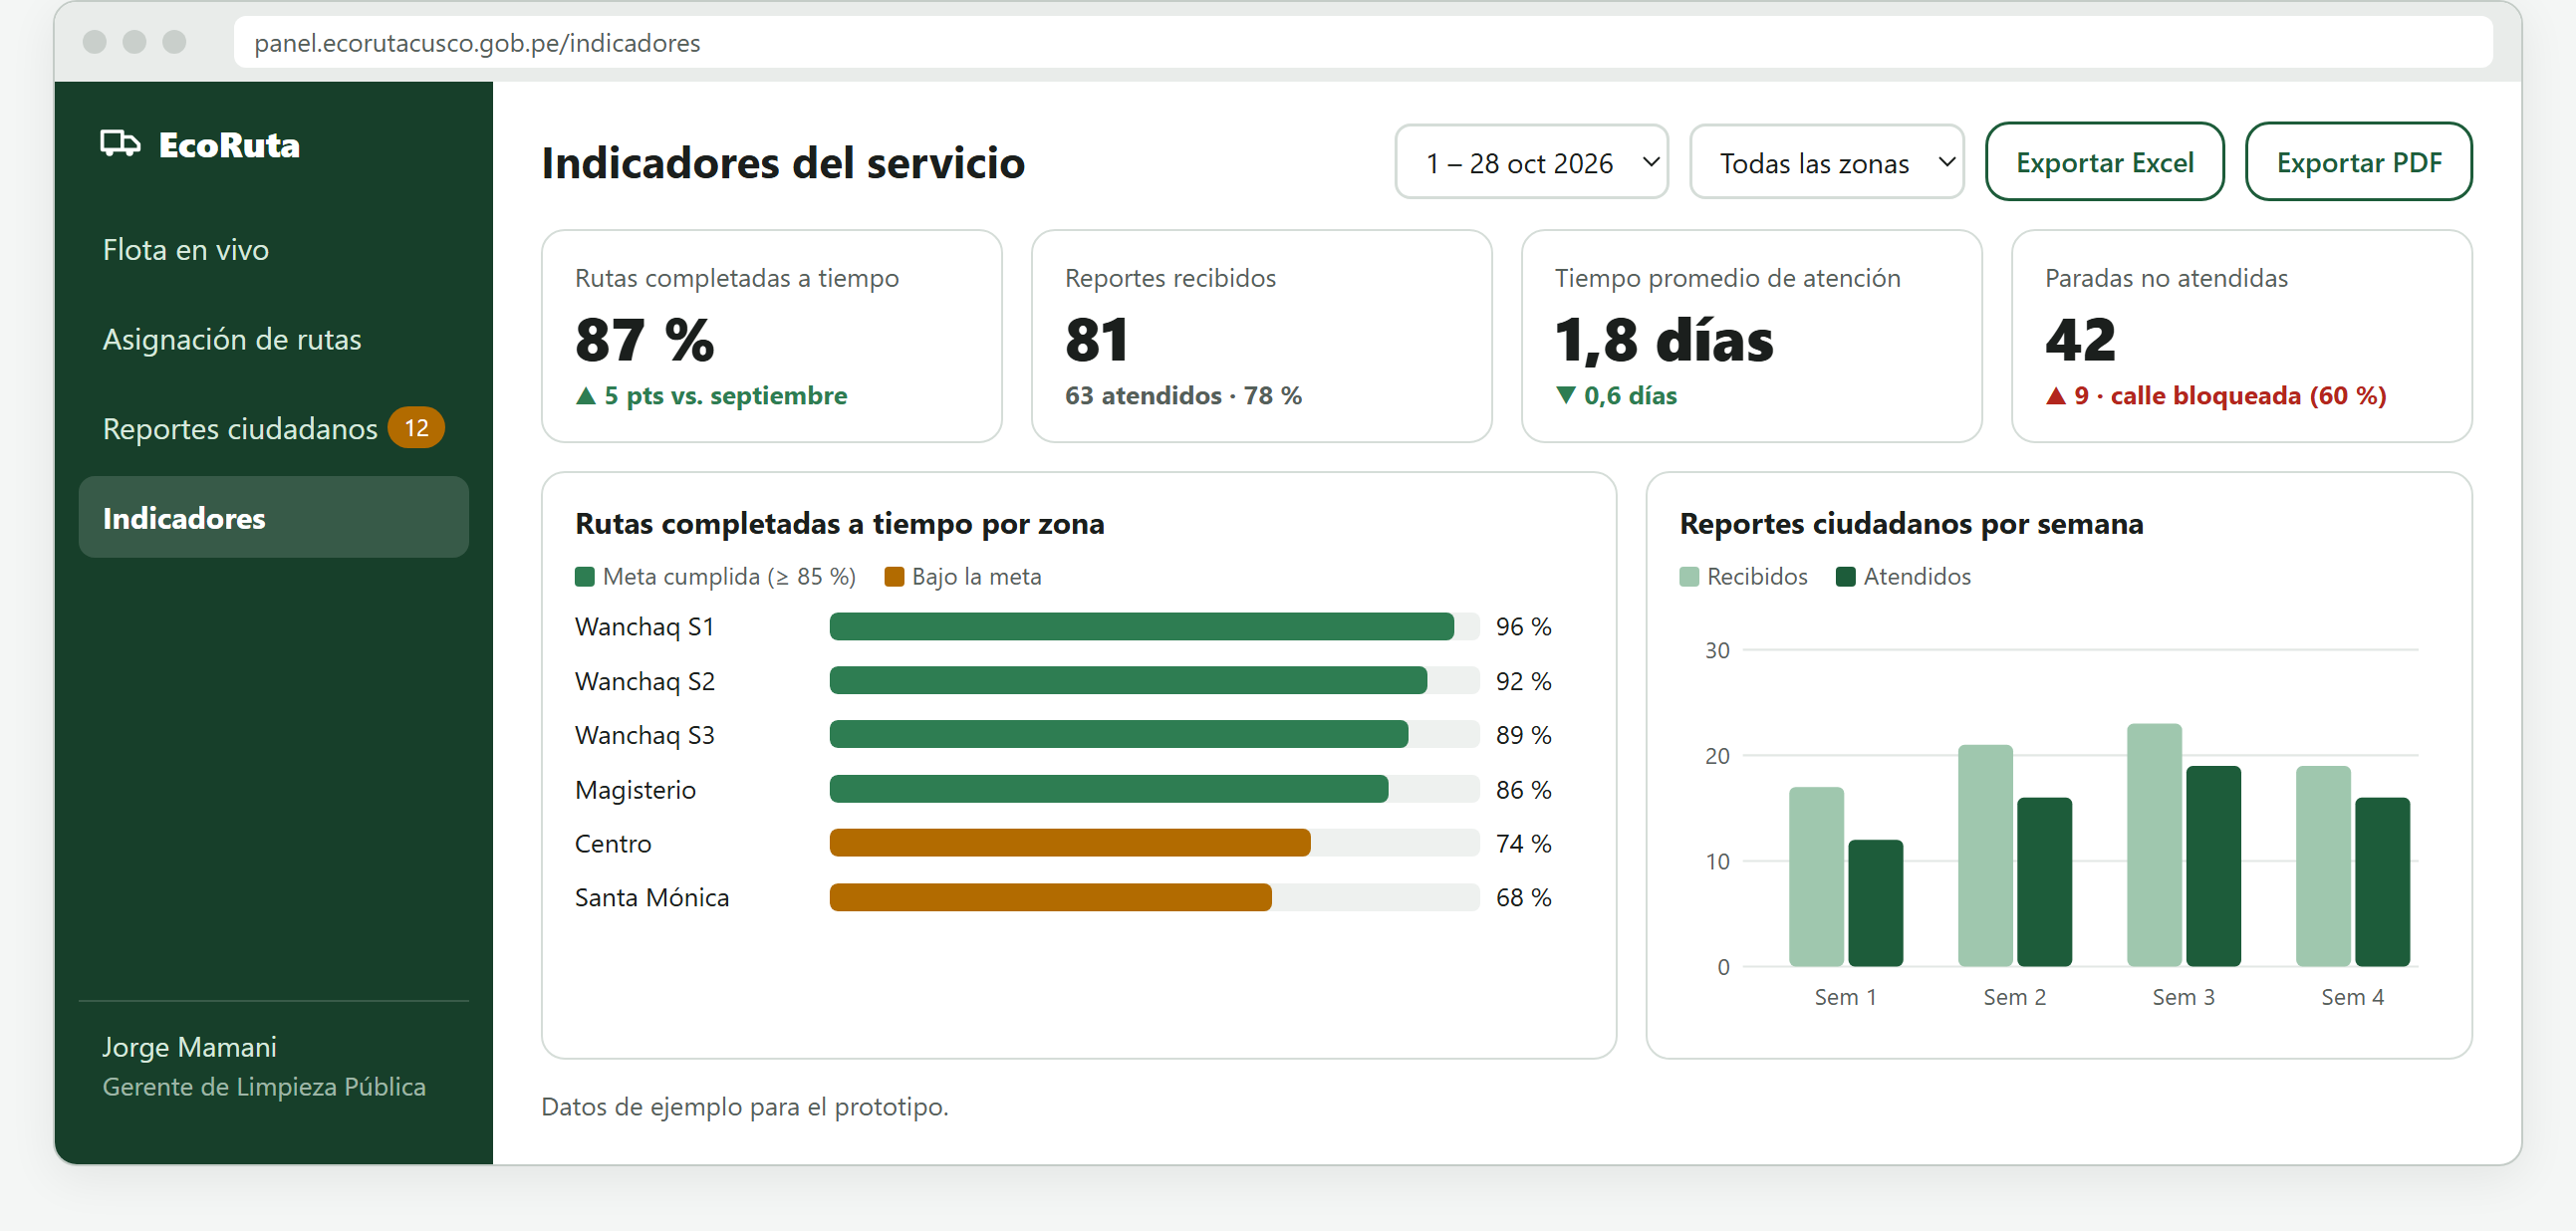 panel.ecorutacusco.gob.pe/indicadores
EcoRuta
Flota en vivo
Asignación de rutas
Reportes ciudadanos 12
Indicadores
Jorge Mamani
Gerente de Limpieza Pública
Indicadores del servicio
1 – 28 oct 2026
Todas las zonas
Exportar Excel
Exportar PDF
Rutas completadas a tiempo
87 %
▲ 5 pts vs. septiembre
Reportes recibidos
81
63 atendidos · 78 %
Tiempo promedio de atención
1,8 días
▼ 0,6 días
Paradas no atendidas
42
▲ 9 · calle bloqueada (60 %)
Rutas completadas a tiempo por zona
Meta cumplida (≥ 85 %) Bajo la meta
Wanchaq S1 96 %
Wanchaq S2 92 %
Wanchaq S3 89 %
Magisterio 86 %
Centro 74 %
Santa Mónica 68 %
Reportes ciudadanos por semana
Recibidos Atendidos
30
20
10
0
Sem 1 Sem 2 Sem 3 Sem 4
Datos de ejemplo para el prototipo.